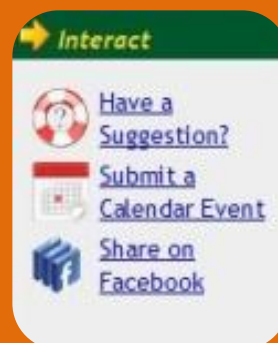 Interact
Have a
Suggestion?
Submit a
Calendar Event
Share on
Facebook